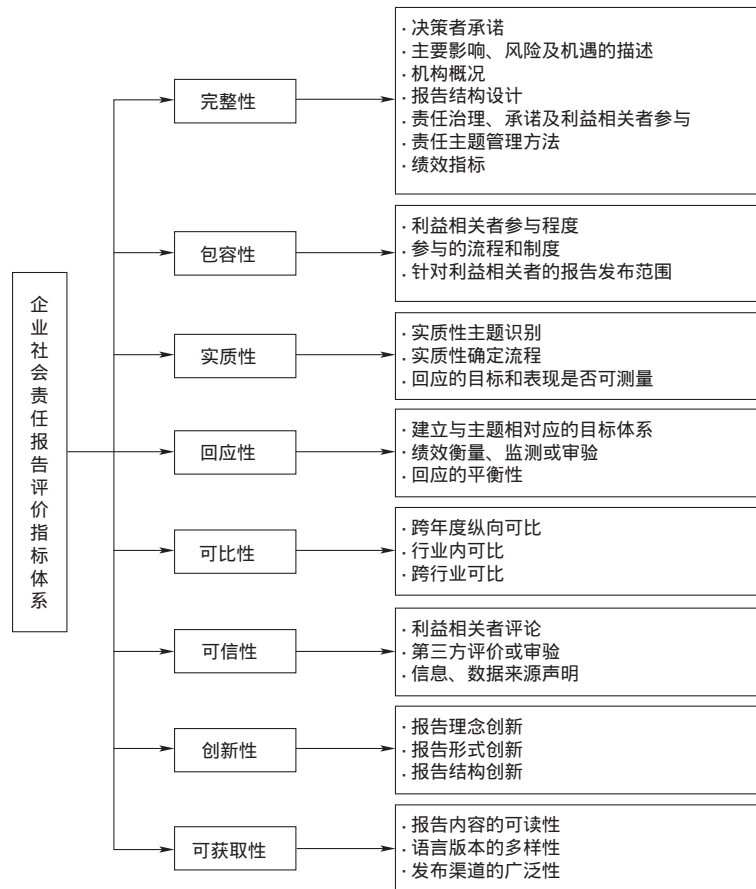 企业社会责任报告评价指标体系
完整性
· 决策者承诺
· 主要影响、风险及机遇的描述
· 机构概况
· 报告结构设计
· 责任治理、承诺及利益相关者参与
· 责任主题管理方法
· 绩效指标
包容性
· 利益相关者参与程度
· 参与的流程和制度
· 针对利益相关者的报告发布范围
实质性
· 实质性主题识别
· 实质性确定流程
· 回应的目标和表现是否可测量
回应性
· 建立与主题相对应的目标体系
· 绩效衡量、监测或审验
· 回应的平衡性
可比性
· 跨年度纵向可比
· 行业内可比
· 跨行业可比
可信性
· 利益相关者评论
· 第三方评价或审验
· 信息、数据来源声明
创新性
· 报告理念创新
· 报告形式创新
· 报告结构创新
可获取性
· 报告内容的可读性
· 语言版本的多样性
· 发布渠道的广泛性